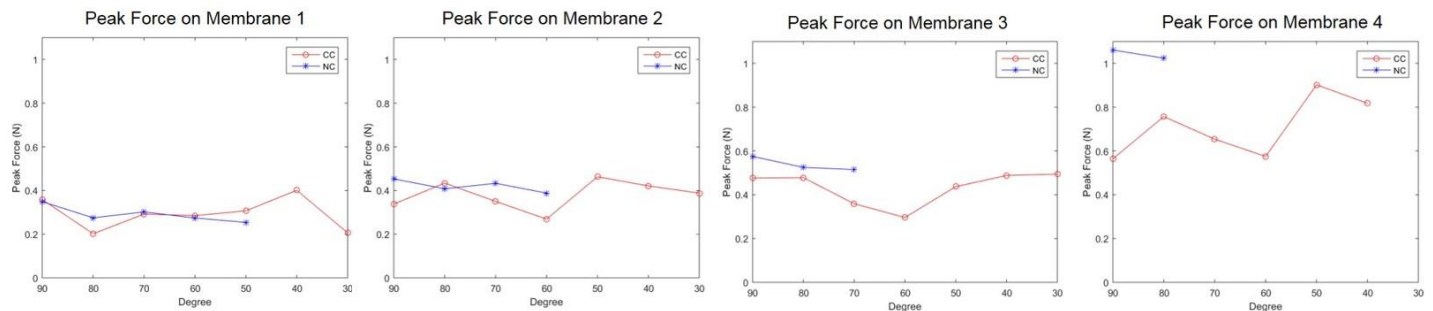 Peak Force on Membrane 1
Peak Force (N)
1
0.8
0.6
0.4
0.2
0
CC
NC
90 80 70 60 50 40 30
Degree
Peak Force on Membrane 2
Peak Force (N)
1
0.8
0.6
0.4
0.2
0
CC
NC
90 80 70 60 50 40 30
Degree
Peak Force on Membrane 3
Peak Force (N)
1
0.8
0.6
0.4
0.2
0
CC
NC
90 80 70 60 50 40 30
Degree
Peak Force on Membrane 4
Peak Force (N)
1
0.8
0.6
0.4
0.2
0
CC
NC
90 80 70 60 50 40 30
Degree